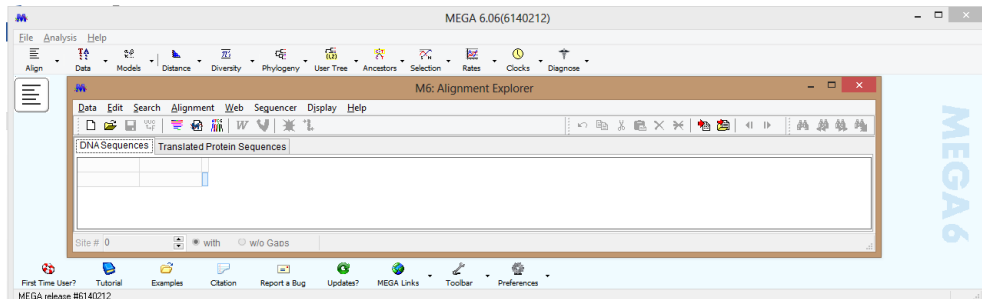 MEGA 6.06(6140212)
File Analysis Help
Align Data Models Distance Diversity Phylogeny User Tree Ancestors Selection Rates Clocks Diagnose
M6: Alignment Explorer
Data Edit Search Alignment Web Sequencer Display Help
W
DNA Sequences Translated Protein Sequences
Site # 0 with w/o Gaps
MEGA6
First Time User? Tutorial Examples Citation Report a Bug Updates? MEGA Links Toolbar Preferences
MEGA release #6140212